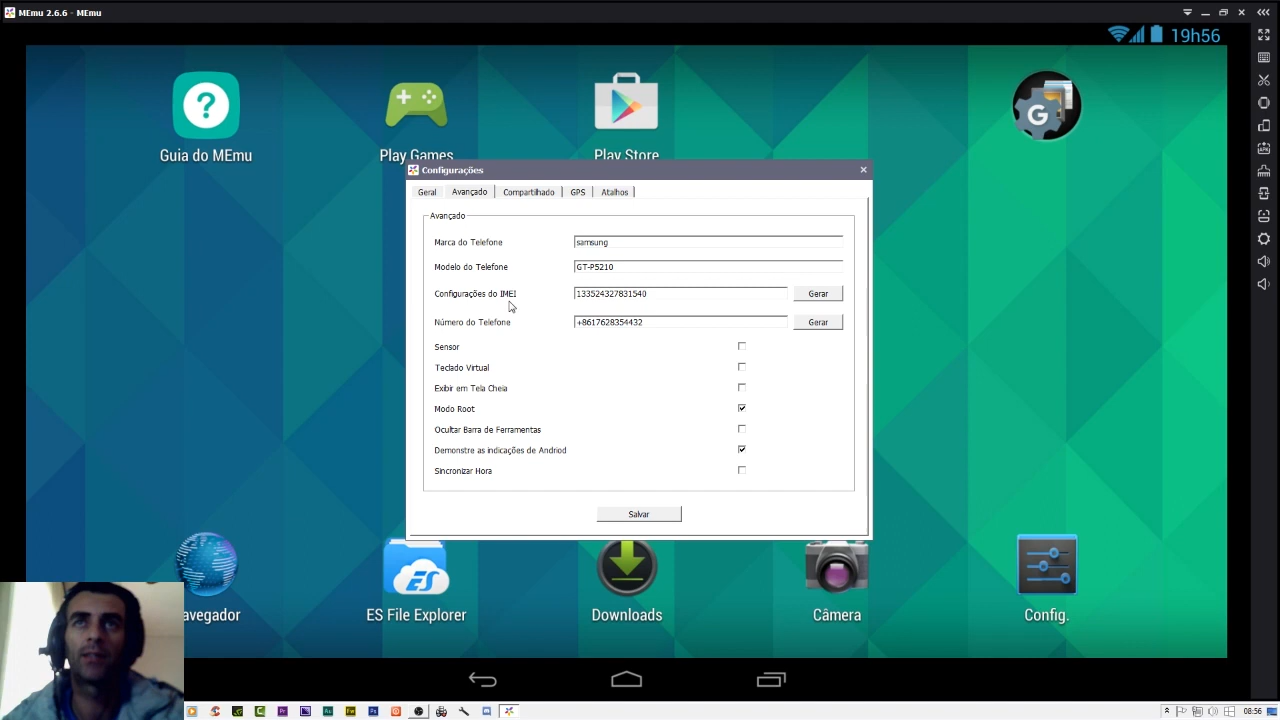 MEmu 2.6.6 - MEmu
19h56
Guia do MEmu
Play Games
Play Store
G
Configurações
Geral Avançado Compartilhado GPS Atalhos
Avançado
Marca do Telefone samsung
Modelo do Telefone GT-P5210
Configurações do IMEI 133524327831540 Gerar
Número do Telefone +8617628354432 Gerar
Sensor
Teclado Virtual
Exibir em Tela Cheia
Modo Root
Ocultar Barra de Ferramentas
Demonstre as indicações de Andriod
Sincronizar Hora
Salvar
avegador
ES File Explorer
Downloads
Câmera
Config.
08:56